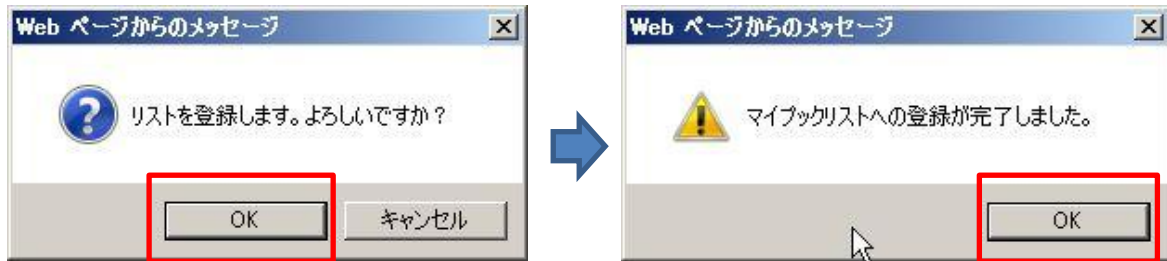 Web ページからのメッセージ
リストを登録します。よろしいですか?
OK
キャンセル
Web ページからのメッセージ
マイブックリストへの登録が完了しました。
OK